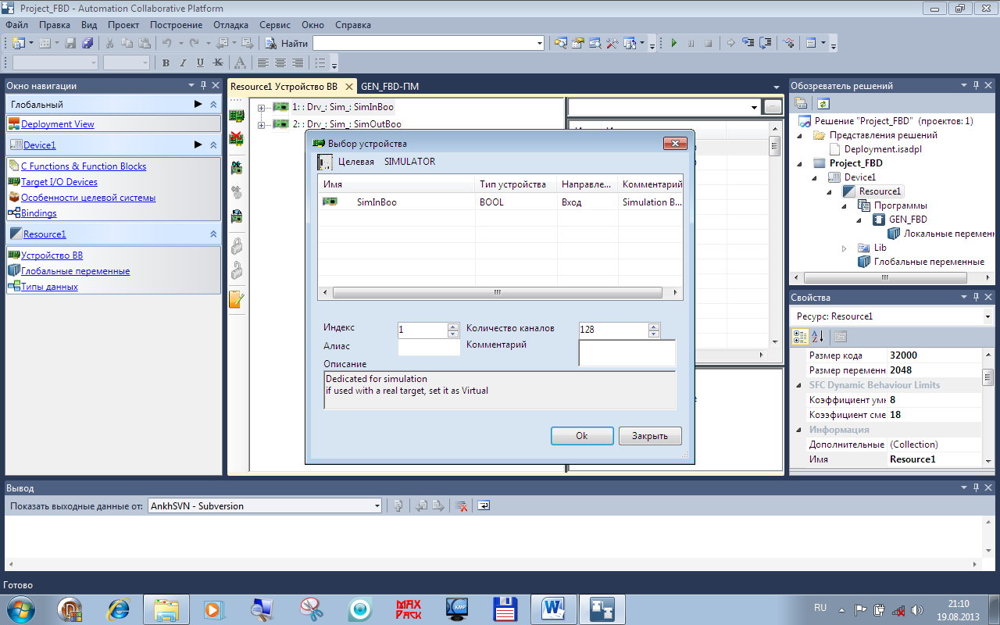 Project_FBD - Automation Collaborative Platform
Файл Правка Вид Проект Построение Отладка Сервис Окно Справка
Найти
B I U K A
Окно навигации
Глобальный
Deployment View
Device1
C Functions & Function Blocks
Target I/O Devices
Особенности целевой системы
Bindings
Resource1
Устройство ВВ
Глобальные переменные
Типы данных
Resource1 Устройство ВВ GEN_FBD-ПМ
1: : Drv_: Sim_: SimInBoo
2: : Drv_: Sim_: SimOutBoo
Выбор устройства
Целевая SIMULATOR
Имя Тип устройства Направле... Комментарий
SimInBoo BOOL Вход Simulation B...
Индекс 1 Количество каналов 128
Алиас Комментарий
Описание
Dedicated for simulation
if used with a real target, set it as Virtual
Ok Закрыть
Обозреватель решений
Решение "Project_FBD" (проектов: 1)
Представления решений
Deployment.isadpl
Project_FBD
Device1
Resource1
Программы
GEN_FBD
Локальные перемен
Lib
Глобальные переменные
Свойства
Ресурс: Resource1
Размер кода 32000
Размер переменн 2048
SFC Dynamic Behaviour Limits
Коэффициент умн 8
Коэффициент сме 18
Информация
Дополнительные (Collection)
Имя Resource1
Вывод
Показать выходные данные от: AnkhSVN - Subversion
Готово
MAX
PACK
KMP
W
RU
21:10
19.08.2013